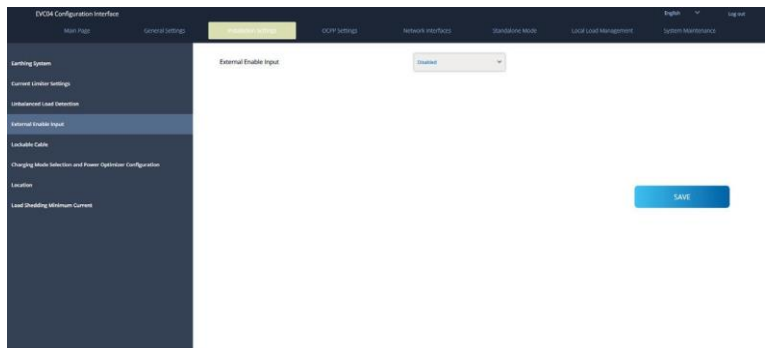 EVC04 Configuration Interface
English
Log out
Main Page
General Settings
Installation Settings
OCPP Settings
Network Interfaces
Standalone Mode
Local Load Management
System Maintenance
Earthing System
External Enable Input
Disabled
Current Limiter Settings
Unbalanced Load Detection
External Enable Input
Lockable Cable
Charging Mode Selection and Power Optimizer Configuration
Location
SAVE
Load Shedding Minimum Current